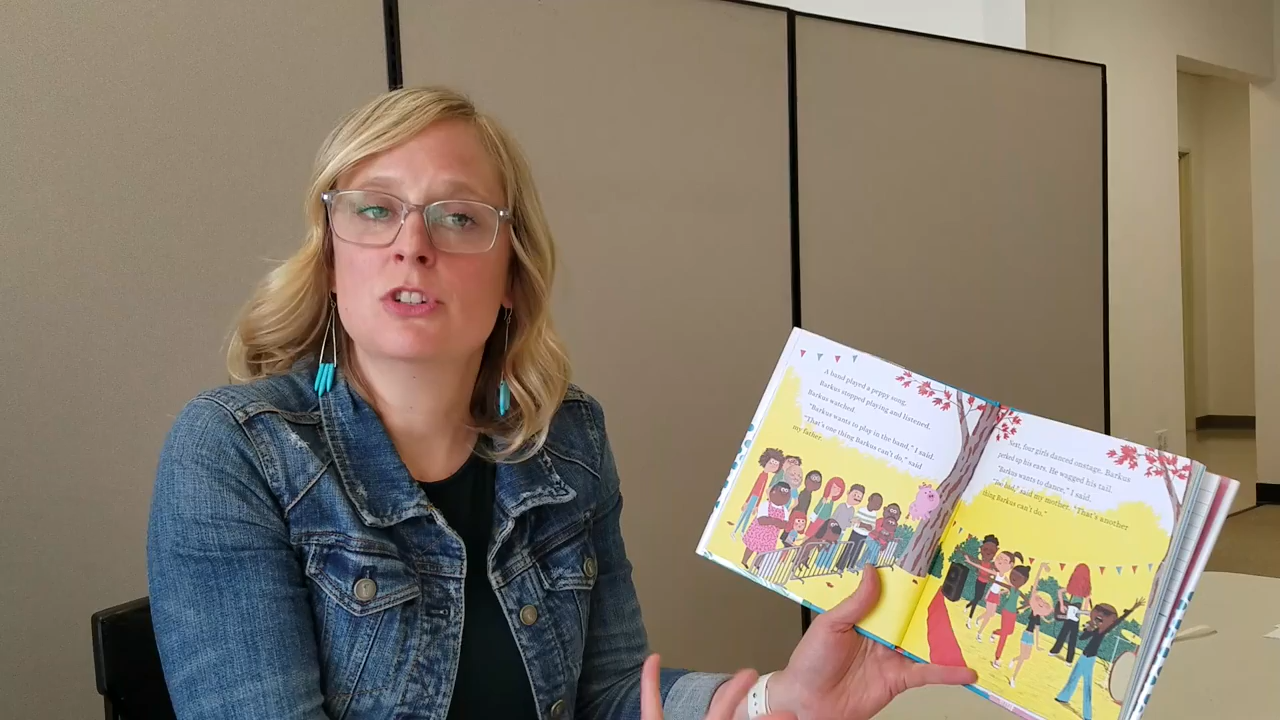 A band played a peppy song.
Barkus stopped playing and listened.
Barkus watched.
"Barkus wants to play in the band," I said.
"That's one thing Barkus can't do," said
my father.
Next, four girls danced onstage. Barkus
perked up his ears. He wagged his tail.
"Barkus wants to dance," I said.
"Too bad," said my mother. "That's another
thing Barkus can't do."